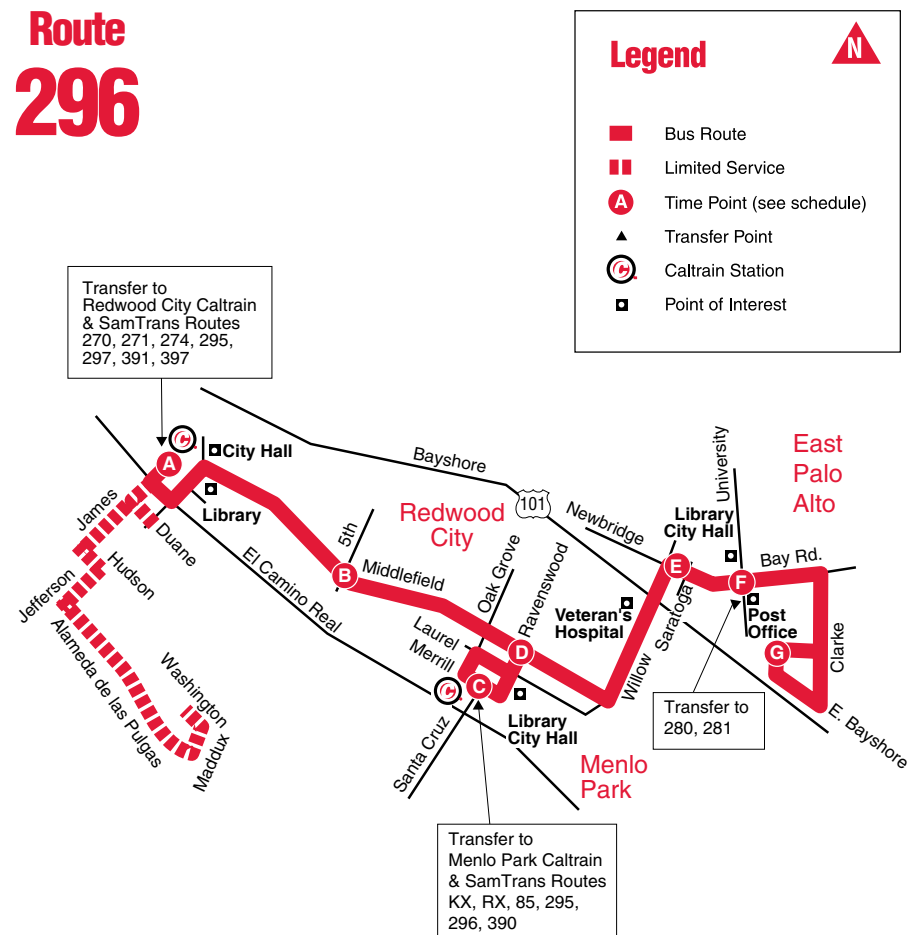 Route
296
Legend
N
Bus Route
Limited Service
A
Time Point (see schedule)
Transfer Point
C
Caltrain Station
Point of Interest
Transfer to
Redwood City Caltrain
& SamTrans Routes
270, 271, 274, 295,
297, 391, 397
C
A
City Hall
Library
James
Duane
Hudson
Jefferson
Alameda de las Pulgas
Washington
Maddux
El Camino Real
Bayshore
101
5th
B
Middlefield
Redwood
City
Oak Grove
Ravenswood
Laurel
Merrill
D
C
C
Santa Cruz
Library
City Hall
Menlo
Park
Newbridge
Veteran's
Hospital
Willow
Saratoga
E
University
Library
City Hall
East
Palo
Alto
Bay Rd.
F
Post
Office
G
Clarke
E. Bayshore
Transfer to
280, 281
Transfer to
Menlo Park Caltrain
& SamTrans Routes
KX, RX, 85, 295,
296, 390